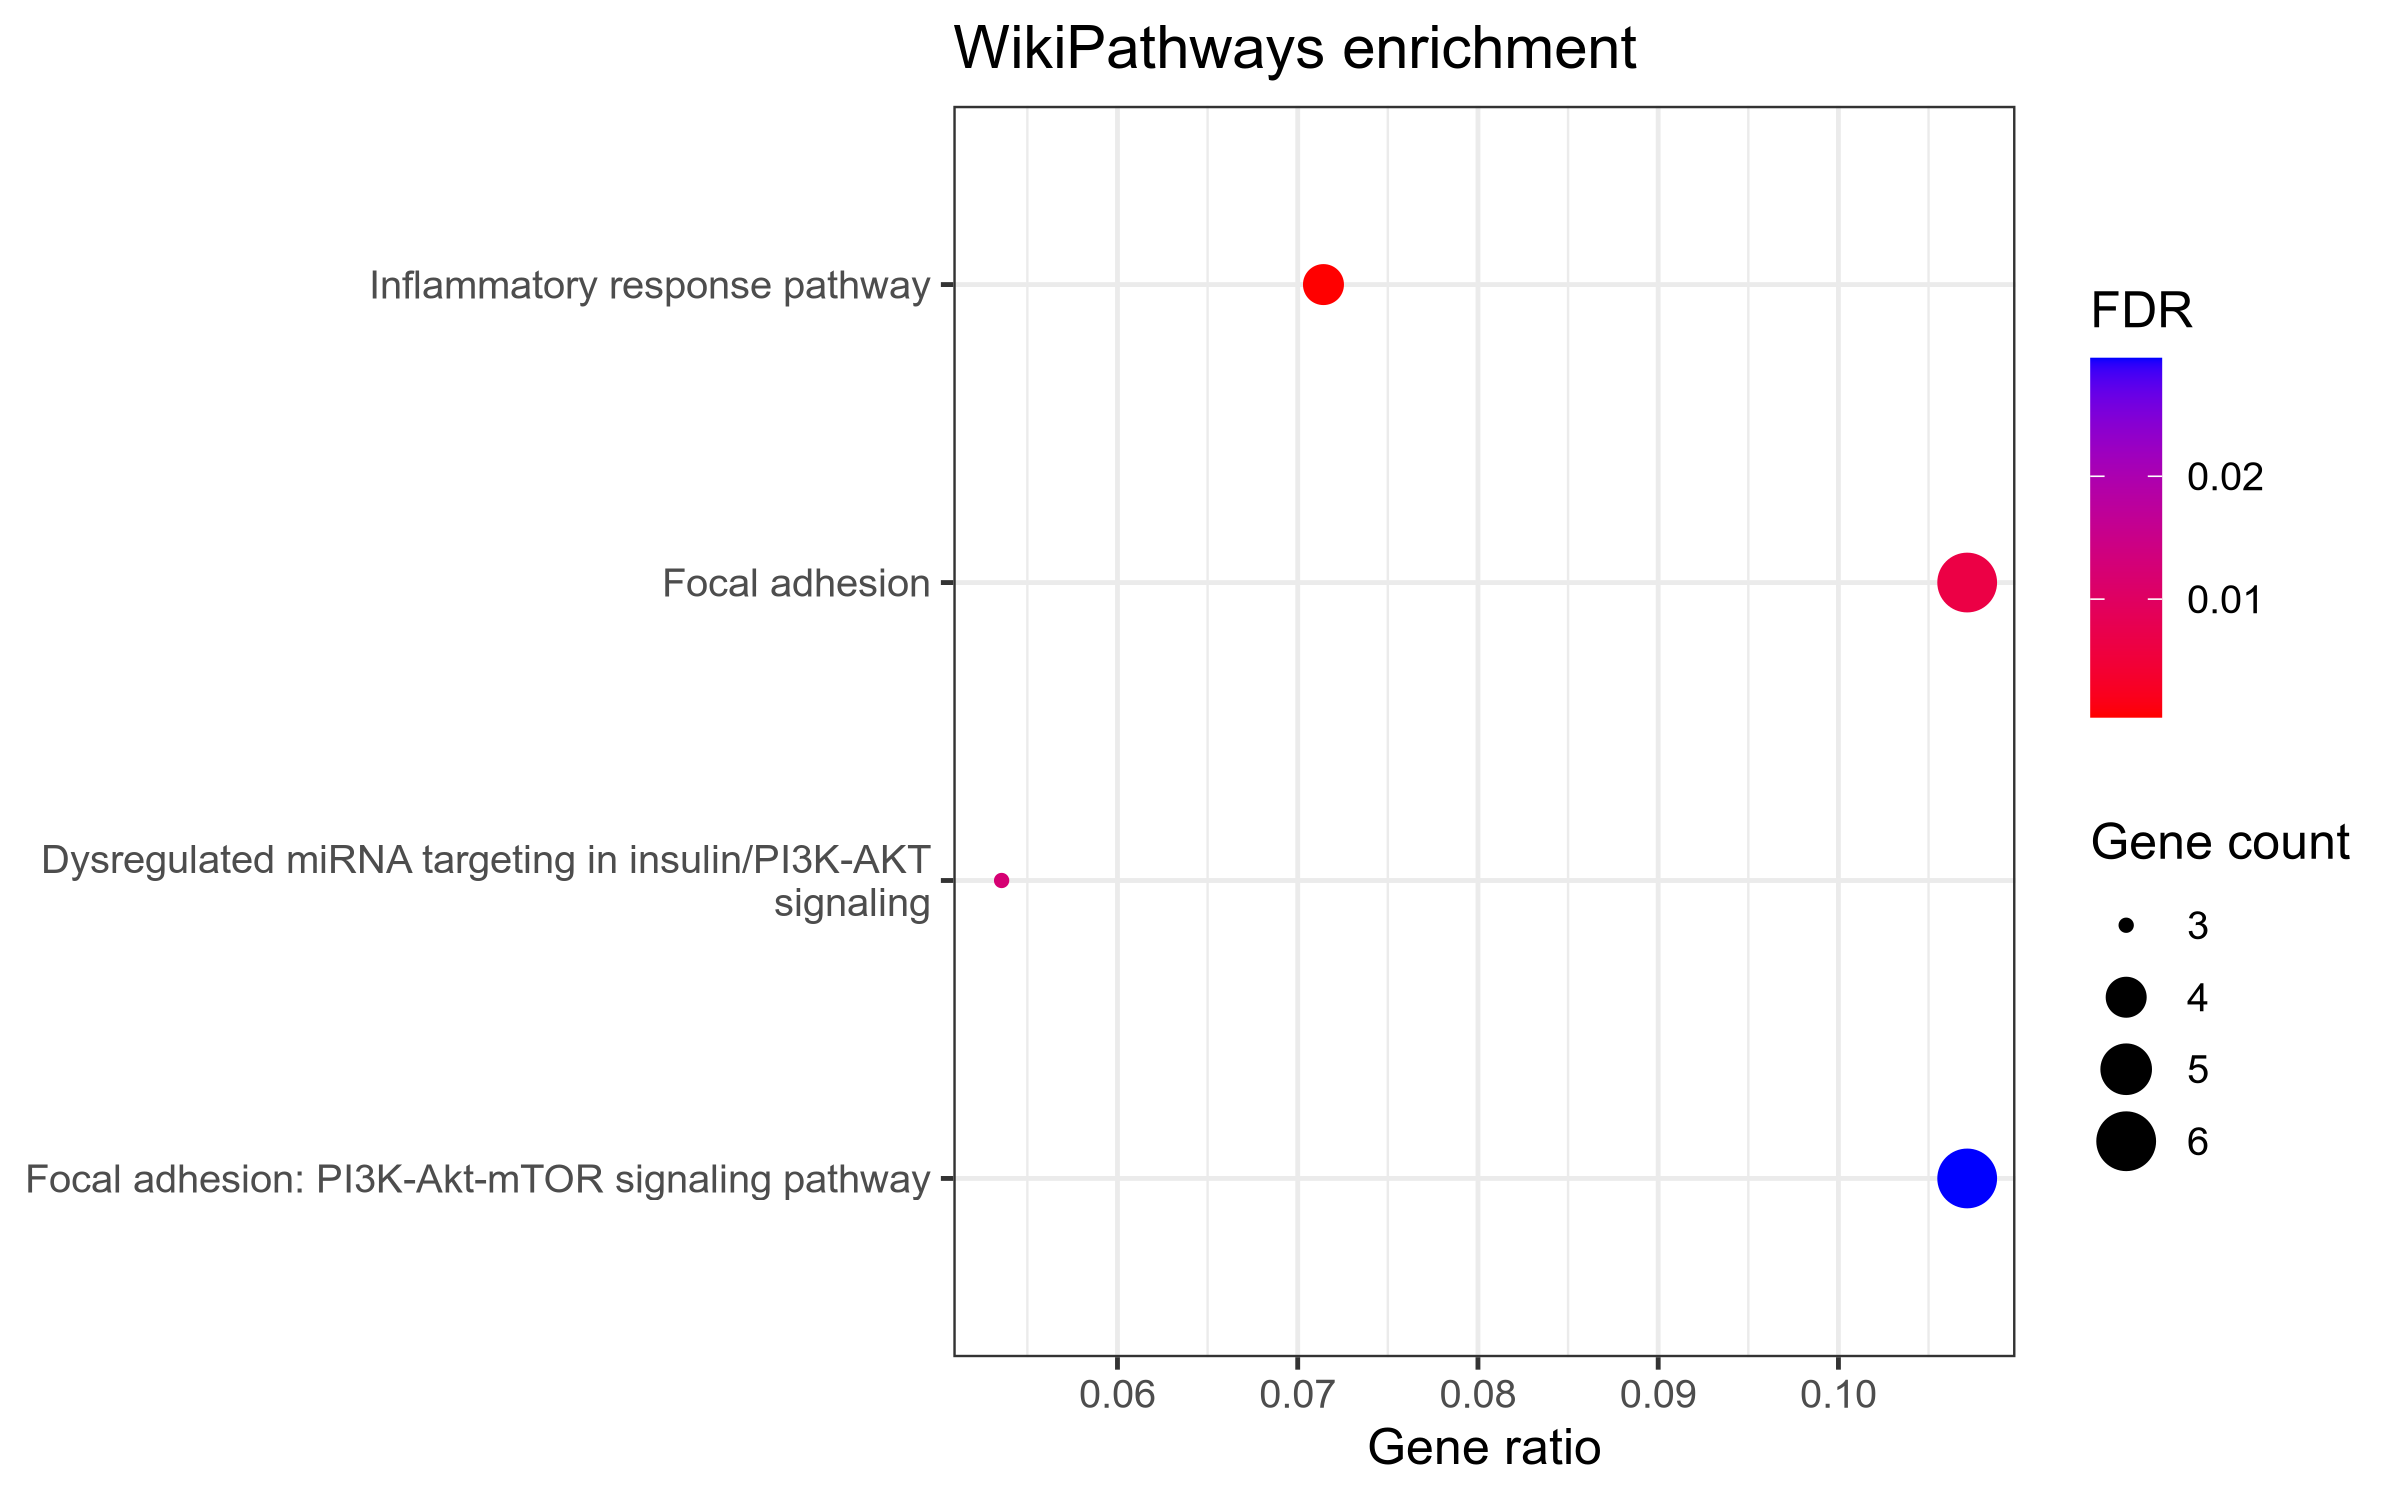 WikiPathways enrichment
Inflammatory response pathway
Focal adhesion
Dysregulated miRNA targeting in insulin/PI3K-AKT
signaling
Focal adhesion: PI3K-Akt-mTOR signaling pathway
0.06
0.07
0.08
0.09
0.10
Gene ratio
FDR
0.02
0.01
Gene count
3
4
5
6